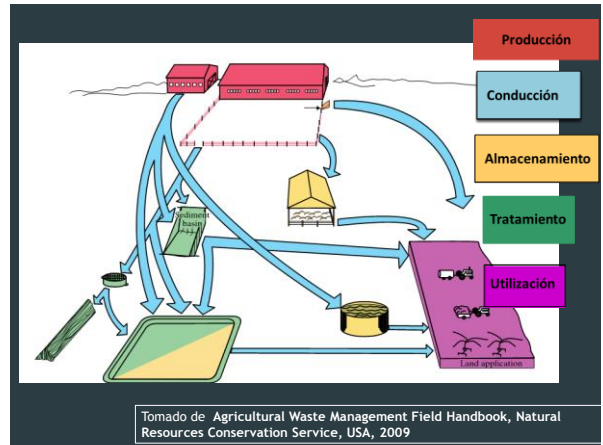 Producción
Conducción
Almacenamiento
Tratamiento
Utilización
Sediment
basin
Land application
Tomado de Agricultural Waste Management Field Handbook, Natural
Resources Conservation Service, USA, 2009